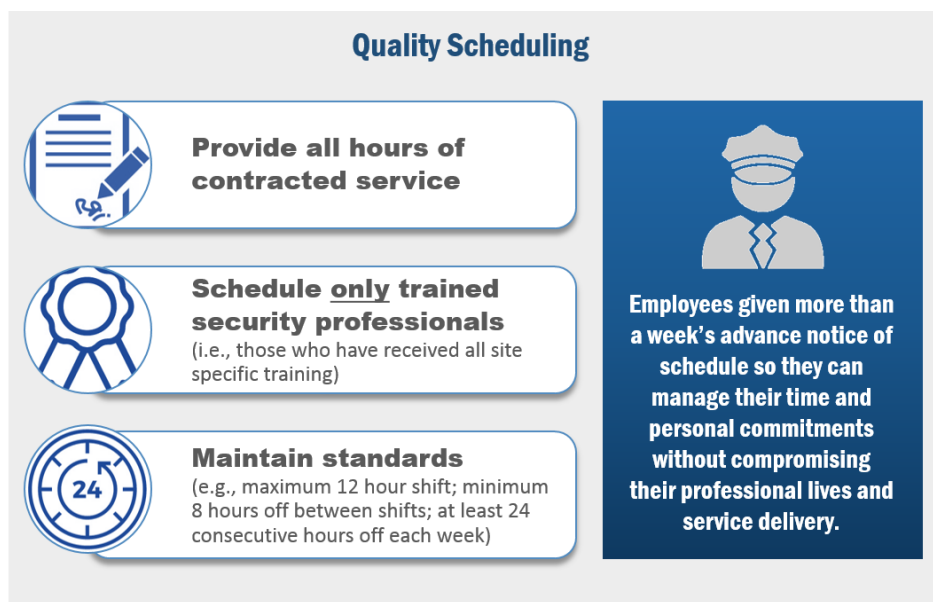 Quality Scheduling
Provide all hours of
contracted service
Schedule only trained
security professionals
(i.e., those who have received all site
specific training)
24
Maintain standards
(e.g., maximum 12 hour shift; minimum
8 hours off between shifts; at least 24
consecutive hours off each week)
Employees given more than
a week's advance notice of
schedule so they can
manage their time and
personal commitments
without compromising
their professional lives and
service delivery.